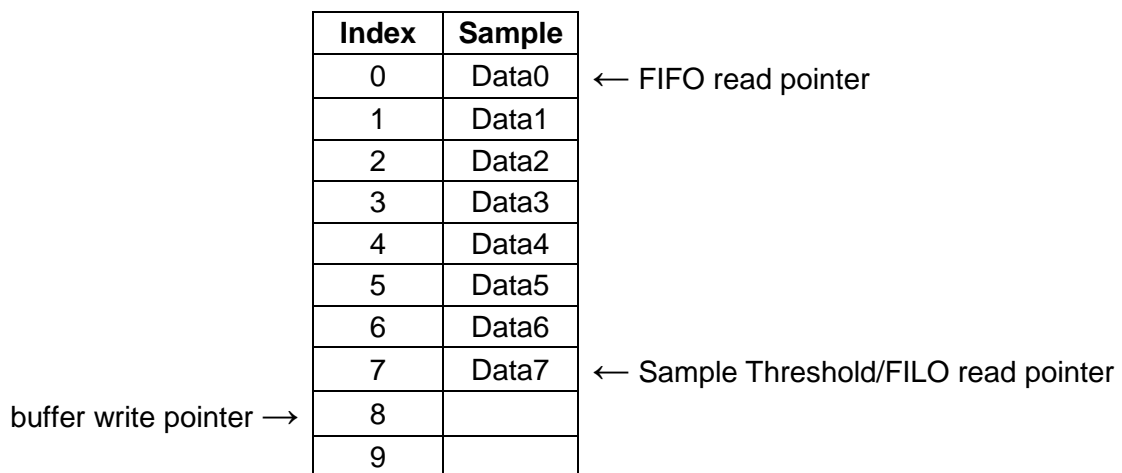 Index Sample
0 Data0 ← FIFO read pointer
1 Data1
2 Data2
3 Data3
4 Data4
5 Data5
6 Data6
7 Data7 ← Sample Threshold/FILO read pointer
buffer write pointer → 8
9